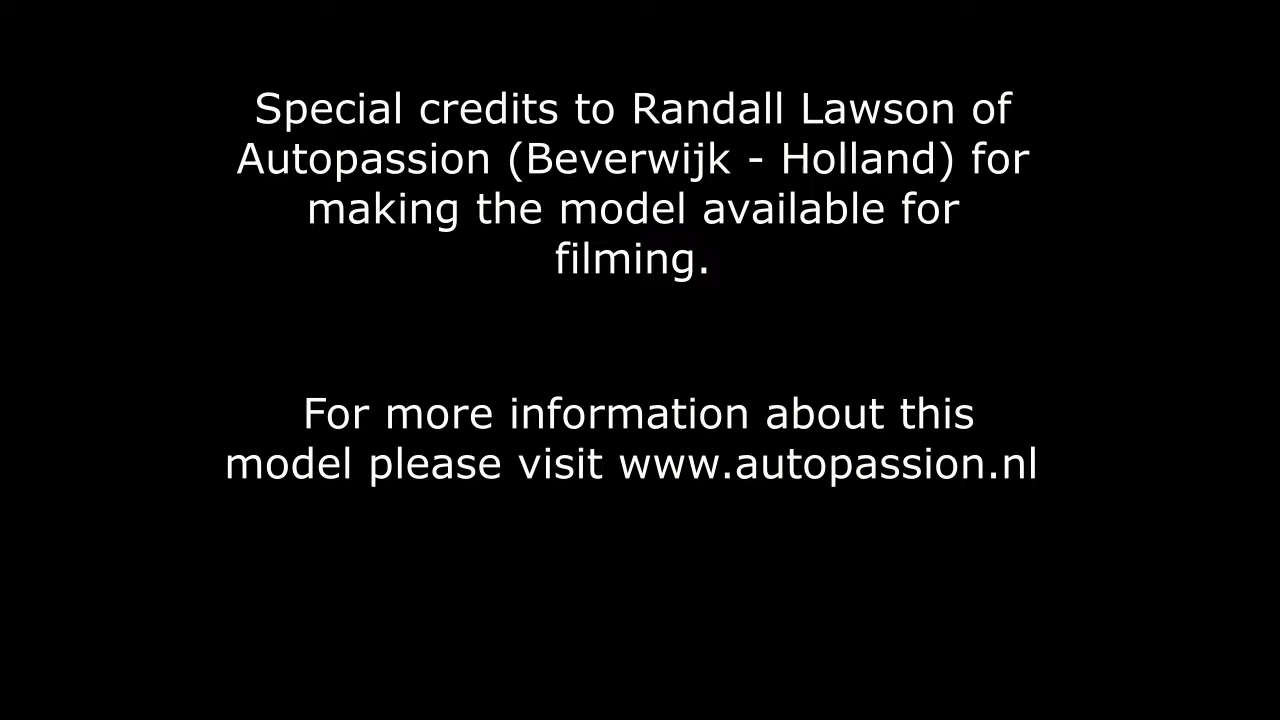 Special credits to Randall Lawson of
Autopassion (Beverwijk - Holland) for
making the model available for
filming.
For more information about this
model please visit www.autopassion.nl